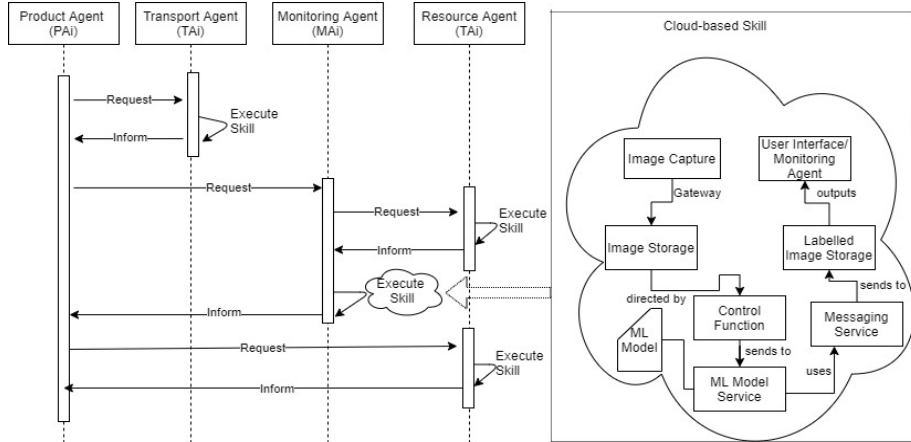 Product Agent
(PAi)
Transport Agent
(TAi)
Monitoring Agent
(MAi)
Resource Agent
(TAi)
Request
Execute
Skill
Inform
Request
Request
Execute
Skill
Inform
Execute
Skill
Inform
Request
Execute
Skill
Inform
Cloud-based Skill
Image Capture
Gateway
Image Storage
directed by
Control
Function
ML
Model
sends to
ML Model
Service
uses
Messaging
Service
sends to
Labelled
Image Storage
outputs
User Interface/
Monitoring
Agent